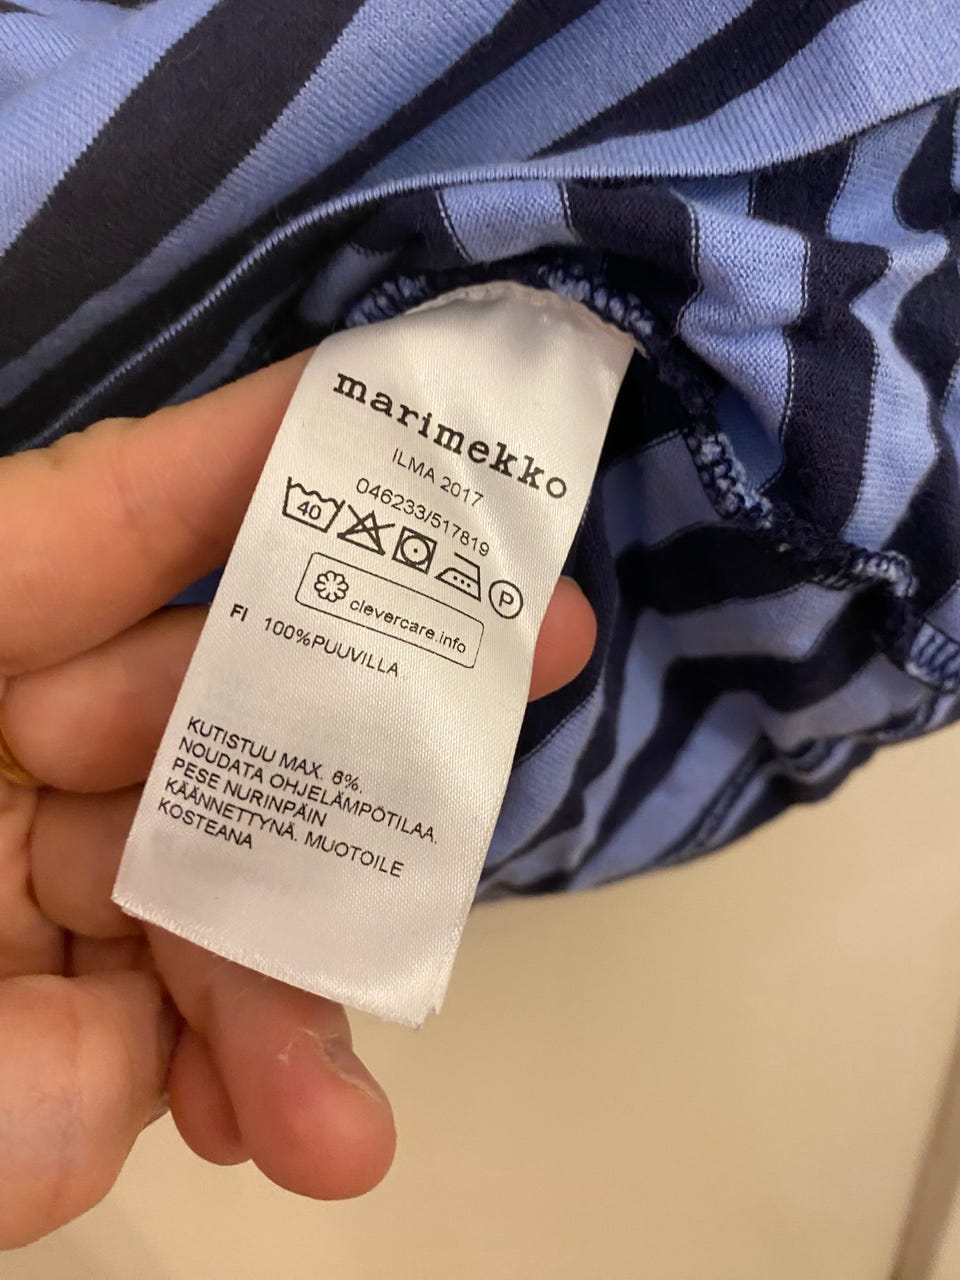 marimekko
ILMA 2017
046233/517819
40
P
clevercare.info
FI 100%PUUVILLA
KUTISTUU MAX. 6%.
NOUDATA OHJELÄMPÖTILAA.
PESE NURINPÄIN
KÄÄNNETTYNÄ. MUOTOILE
KOSTEANA